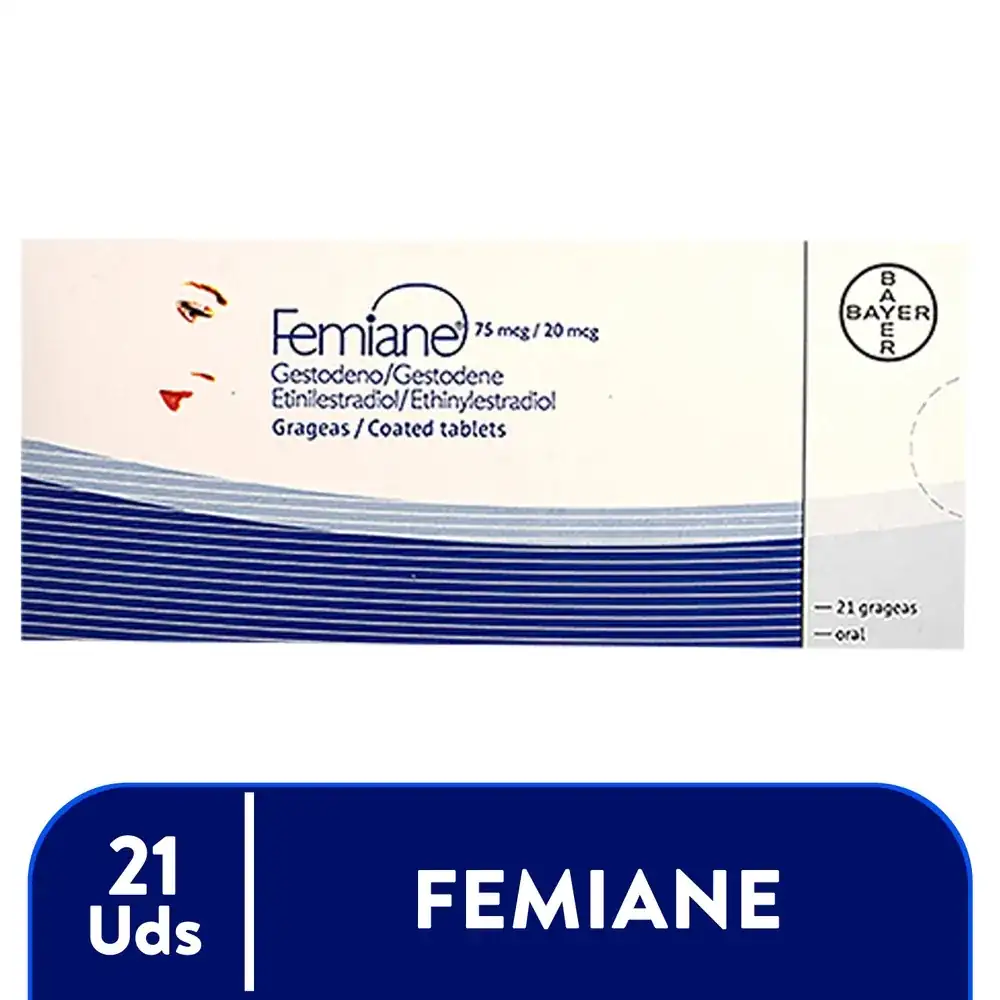 Femiane® 75 mcg / 20 mcg
Gestodeno/Gestodene
Etinilestradiol/Ethinylestradiol
Grageas / Coated tablets
BAYER
BAYER
— 21 grageas
— oral
21
Uds
FEMIANE